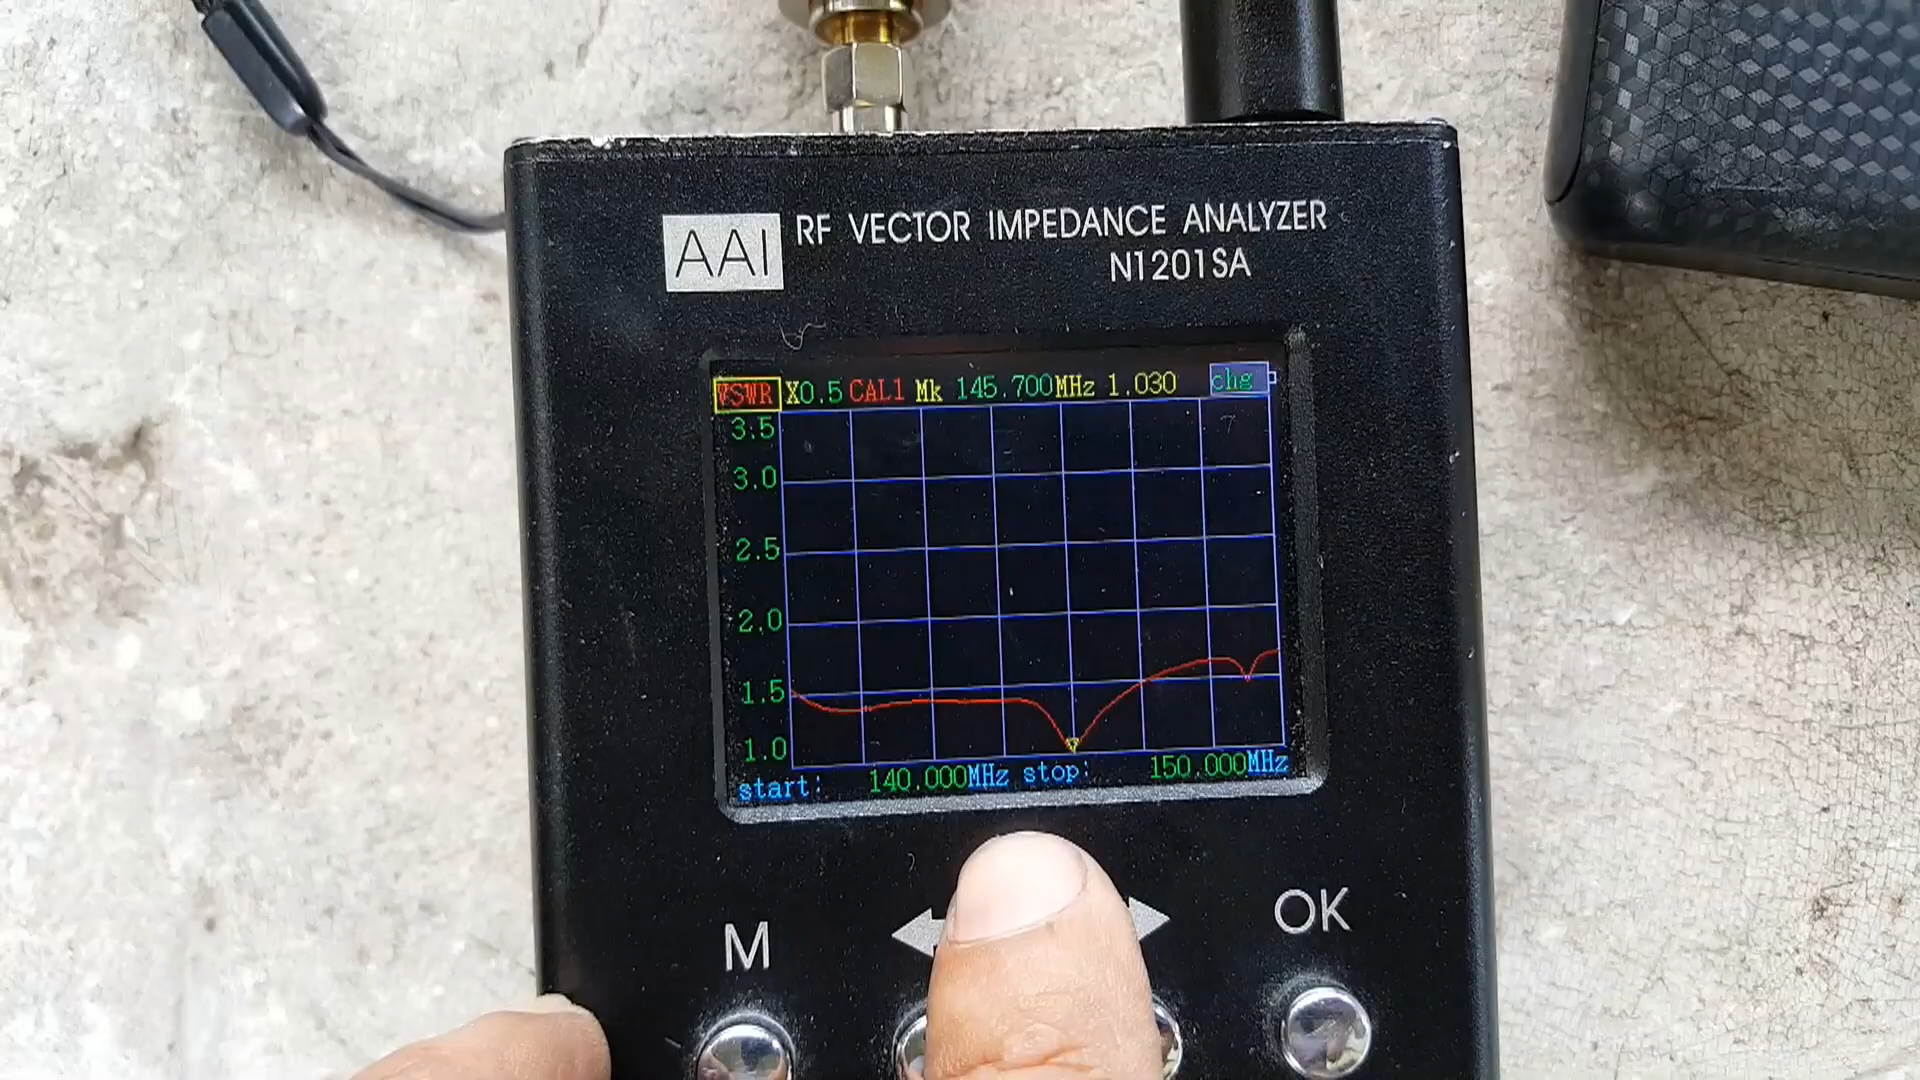 AAI RF VECTOR IMPEDANCE ANALYZER
N1201SA
VSWR X0.5 CAL1 Mk 145.700MHz 1.030 chg
3.5
3.0
2.5
2.0
1.5
1.0
start: 140.000MHz stop: 150.000MHz
M OK